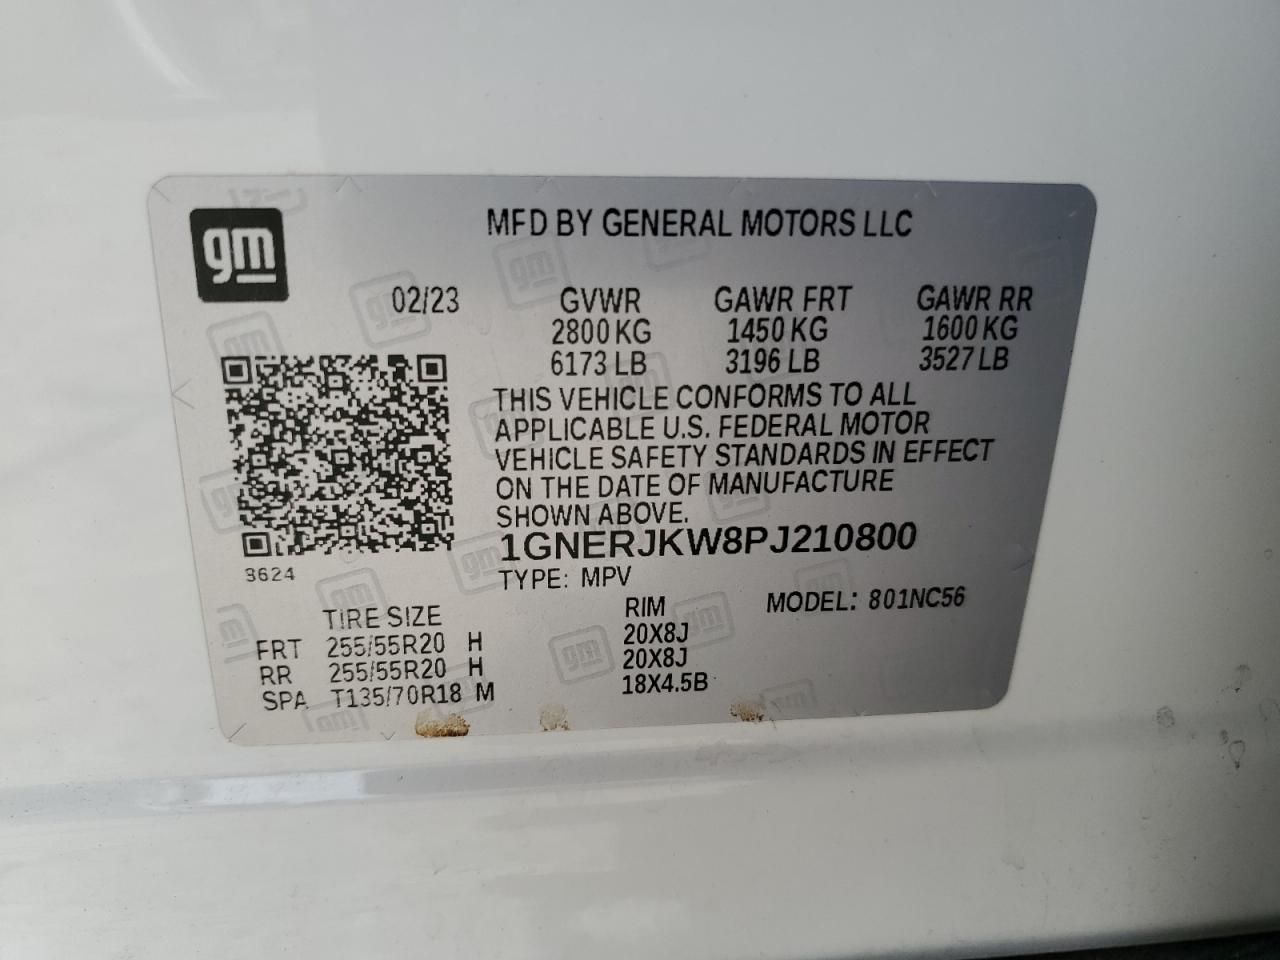 gm
MFD BY GENERAL MOTORS LLC
02/23 GVWR GAWR FRT GAWR RR
2800 KG 1450 KG 1600 KG
6173 LB 3196 LB 3527 LB
THIS VEHICLE CONFORMS TO ALL
APPLICABLE U.S. FEDERAL MOTOR
VEHICLE SAFETY STANDARDS IN EFFECT
ON THE DATE OF MANUFACTURE
SHOWN ABOVE.
1GNERJKW8PJ210800
3624
TYPE: MPV
MODEL: 801NC56
TIRE SIZE RIM
FRT 255/55R20 H 20X8J
RR 255/55R20 H 20X8J
SPA T135/70R18 M 18X4.5B